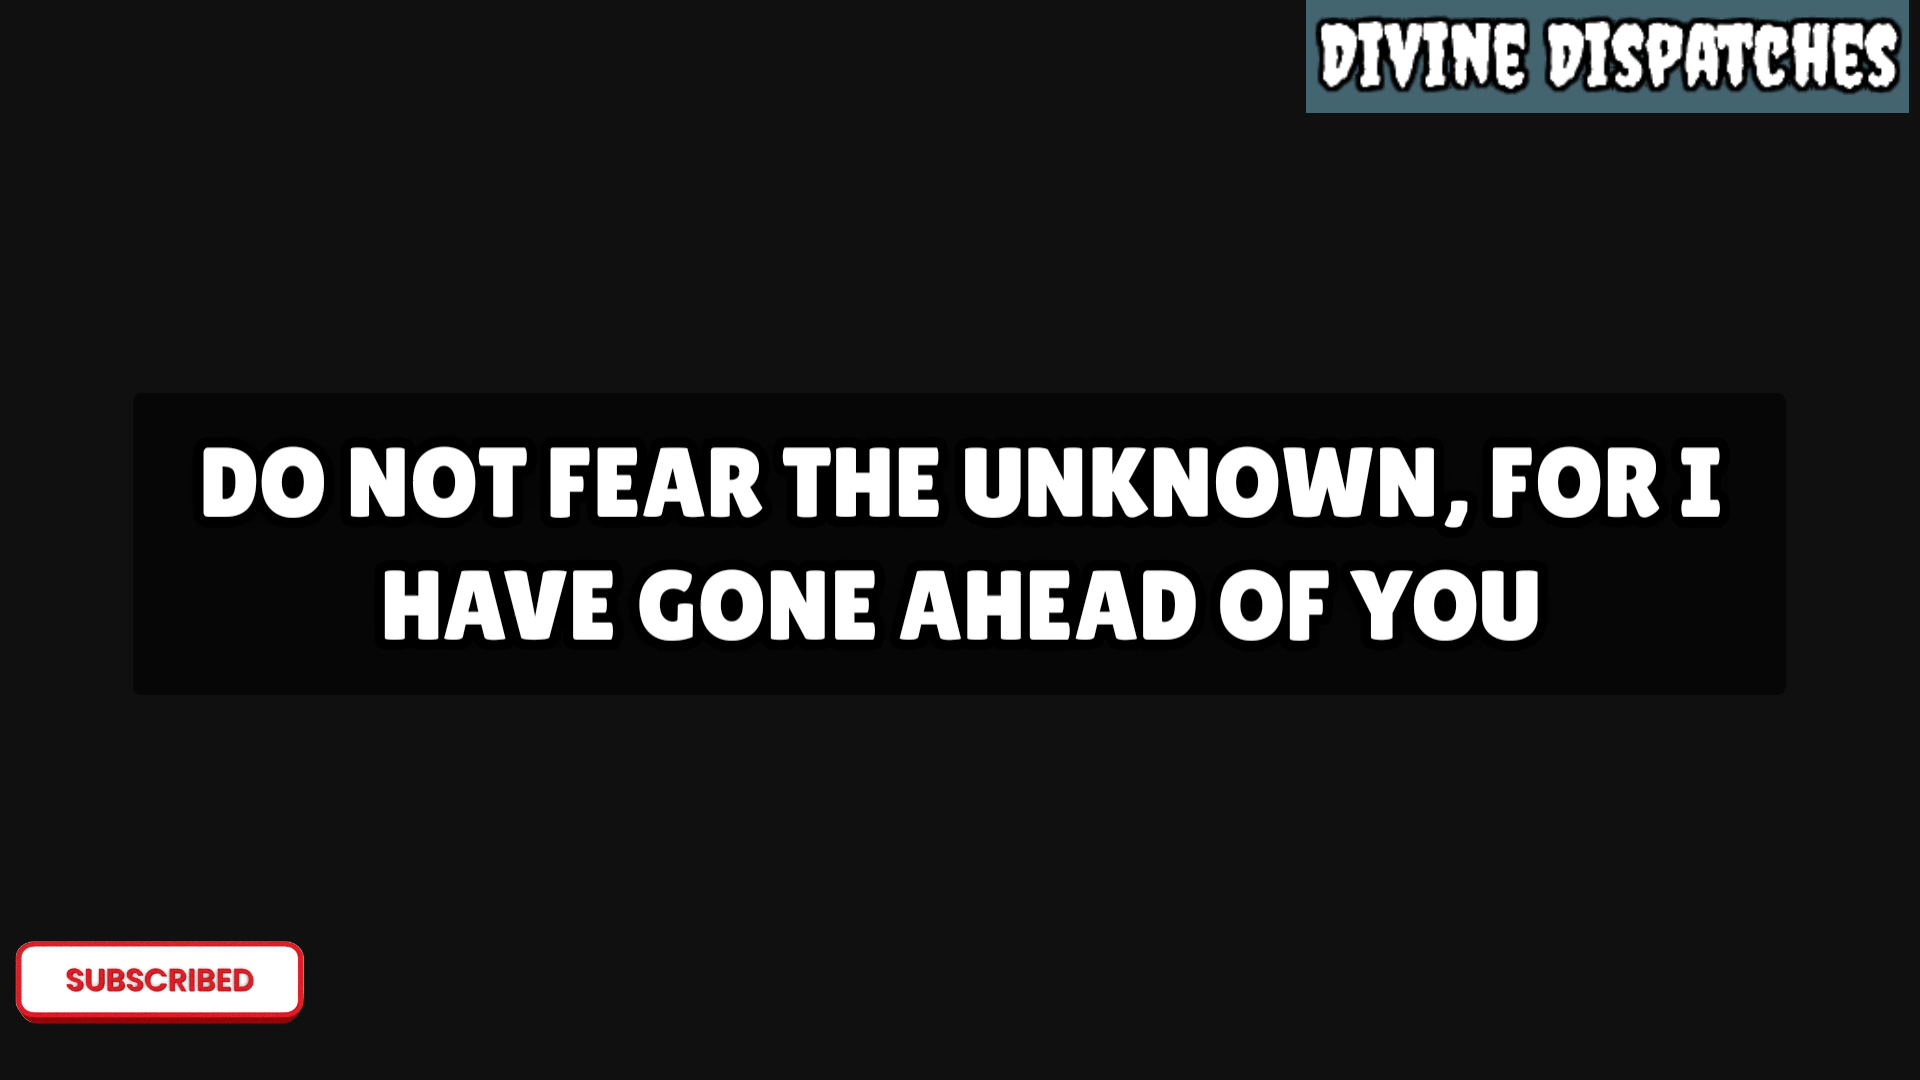 DIVINE DISPATCHES
DO NOT FEAR THE UNKNOWN, FOR I
HAVE GONE AHEAD OF YOU
SUBSCRIBED